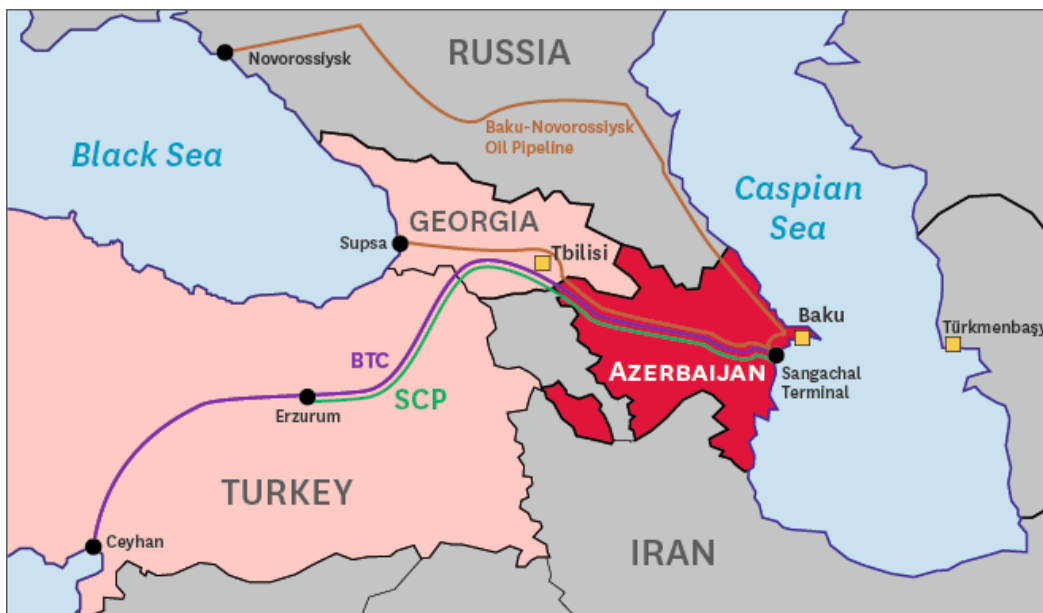 RUSSIA
Novorossiysk
Baku-Novorossiysk
Oil Pipeline
Black Sea
Caspian
Sea
GEORGIA
Supsa
Tbilisi
Baku
Türkmenbaşy
BTC
AZERBAIJAN
Sangachal
Terminal
SCP
Erzurum
TURKEY
Ceyhan
IRAN